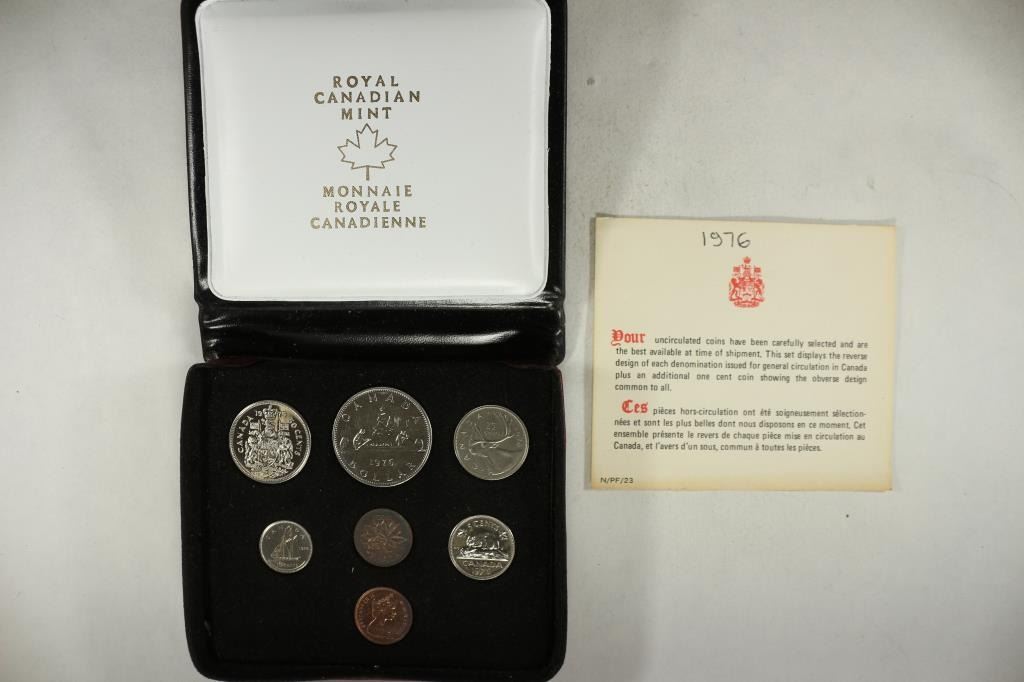 ROYAL
CANADIAN
MINT
MONNAIE
ROYALE
CANADIENNE
1976
Your uncirculated coins have been carefully selected and are
the best available at time of shipment. This set displays the reverse
design of each denomination issued for general circulation in Canada
plus an additional one cent coin showing the obverse design
common to all.
Ces pièces hors-circulation ont été soigneusement sélection-
nées et sont les plus belles dont nous disposons en ce moment. Cet
ensemble présente le revers de chaque pièce mise en circulation au
Canada, et l'avers d'un sous, commun à toutes les pièces.
N/PF/23
CANADA
50 CENTS
CANADA
1976
DOLLAR
CANADA
5 CENTS
CANADA
1976